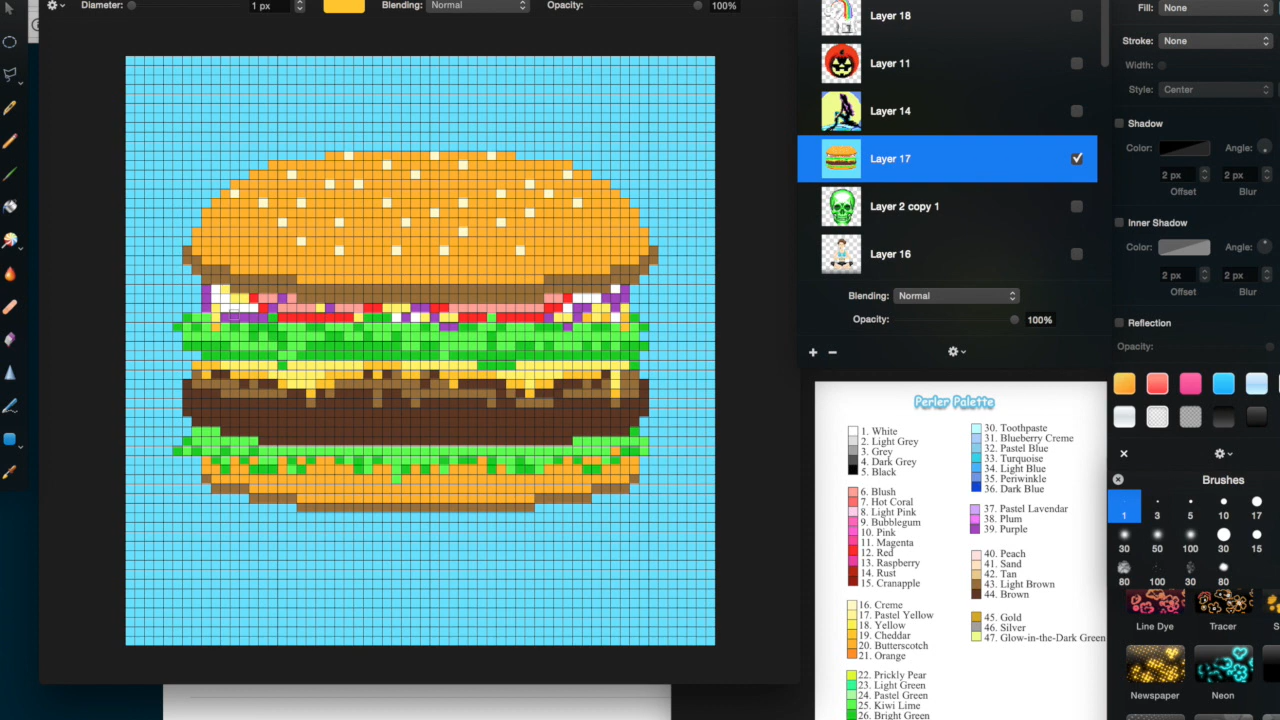 Diameter: 1 px Blending: Normal Opacity: 100%
Layer 18
Layer 11
Layer 14
Layer 17
Layer 2 copy 1
Layer 16
Blending: Normal
Opacity: 100%
Fill: None
Stroke: None
Width:
Style: Center
Shadow
Color: Angle:
2 px 2 px
Offset Blur
Inner Shadow
Color: Angle:
2 px 2 px
Offset Blur
Reflection
Opacity:
Perler Palette
1. White
2. Light Grey
3. Grey
4. Dark Grey
5. Black
6. Blush
7. Hot Coral
8. Light Pink
9. Bubblegum
10. Pink
11. Magenta
12. Red
13. Raspberry
14. Rust
15. Cranapple
16. Creme
17. Pastel Yellow
18. Yellow
19. Cheddar
20. Butterscotch
21. Orange
22. Prickly Pear
23. Light Green
24. Pastel Green
25. Kiwi Lime
26. Bright Green
30. Toothpaste
31. Blueberry Creme
32. Pastel Blue
33. Turquoise
34. Light Blue
35. Periwinkle
36. Dark Blue
37. Pastel Lavendar
38. Plum
39. Purple
40. Peach
41. Sand
42. Tan
43. Light Brown
44. Brown
45. Gold
46. Silver
47. Glow-in-the-Dark Green
Brushes
1 3 5 10 17
30 50 100 30 15
80 100 30 80
Line Dye Tracer
Newspaper Neon